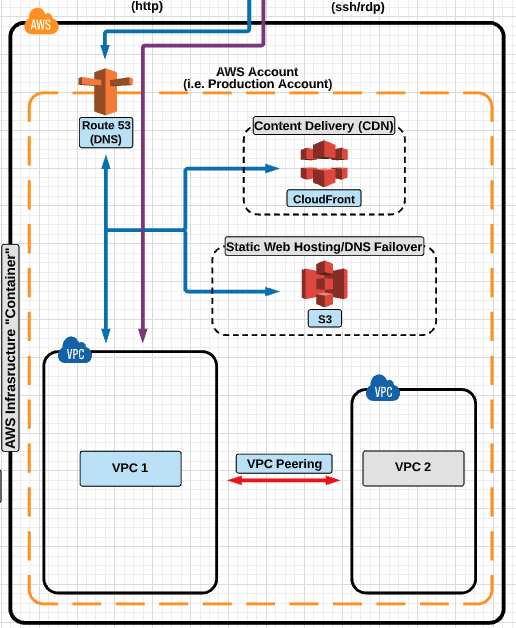 (http)
(ssh/rdp)
AWS
AWS Account
(i.e. Production Account)
Route 53
(DNS)
Content Delivery (CDN)
CloudFront
Static Web Hosting/DNS Failover
S3
AWS Infrasructure "Container"
VPC
VPC
VPC 1
VPC Peering
VPC 2